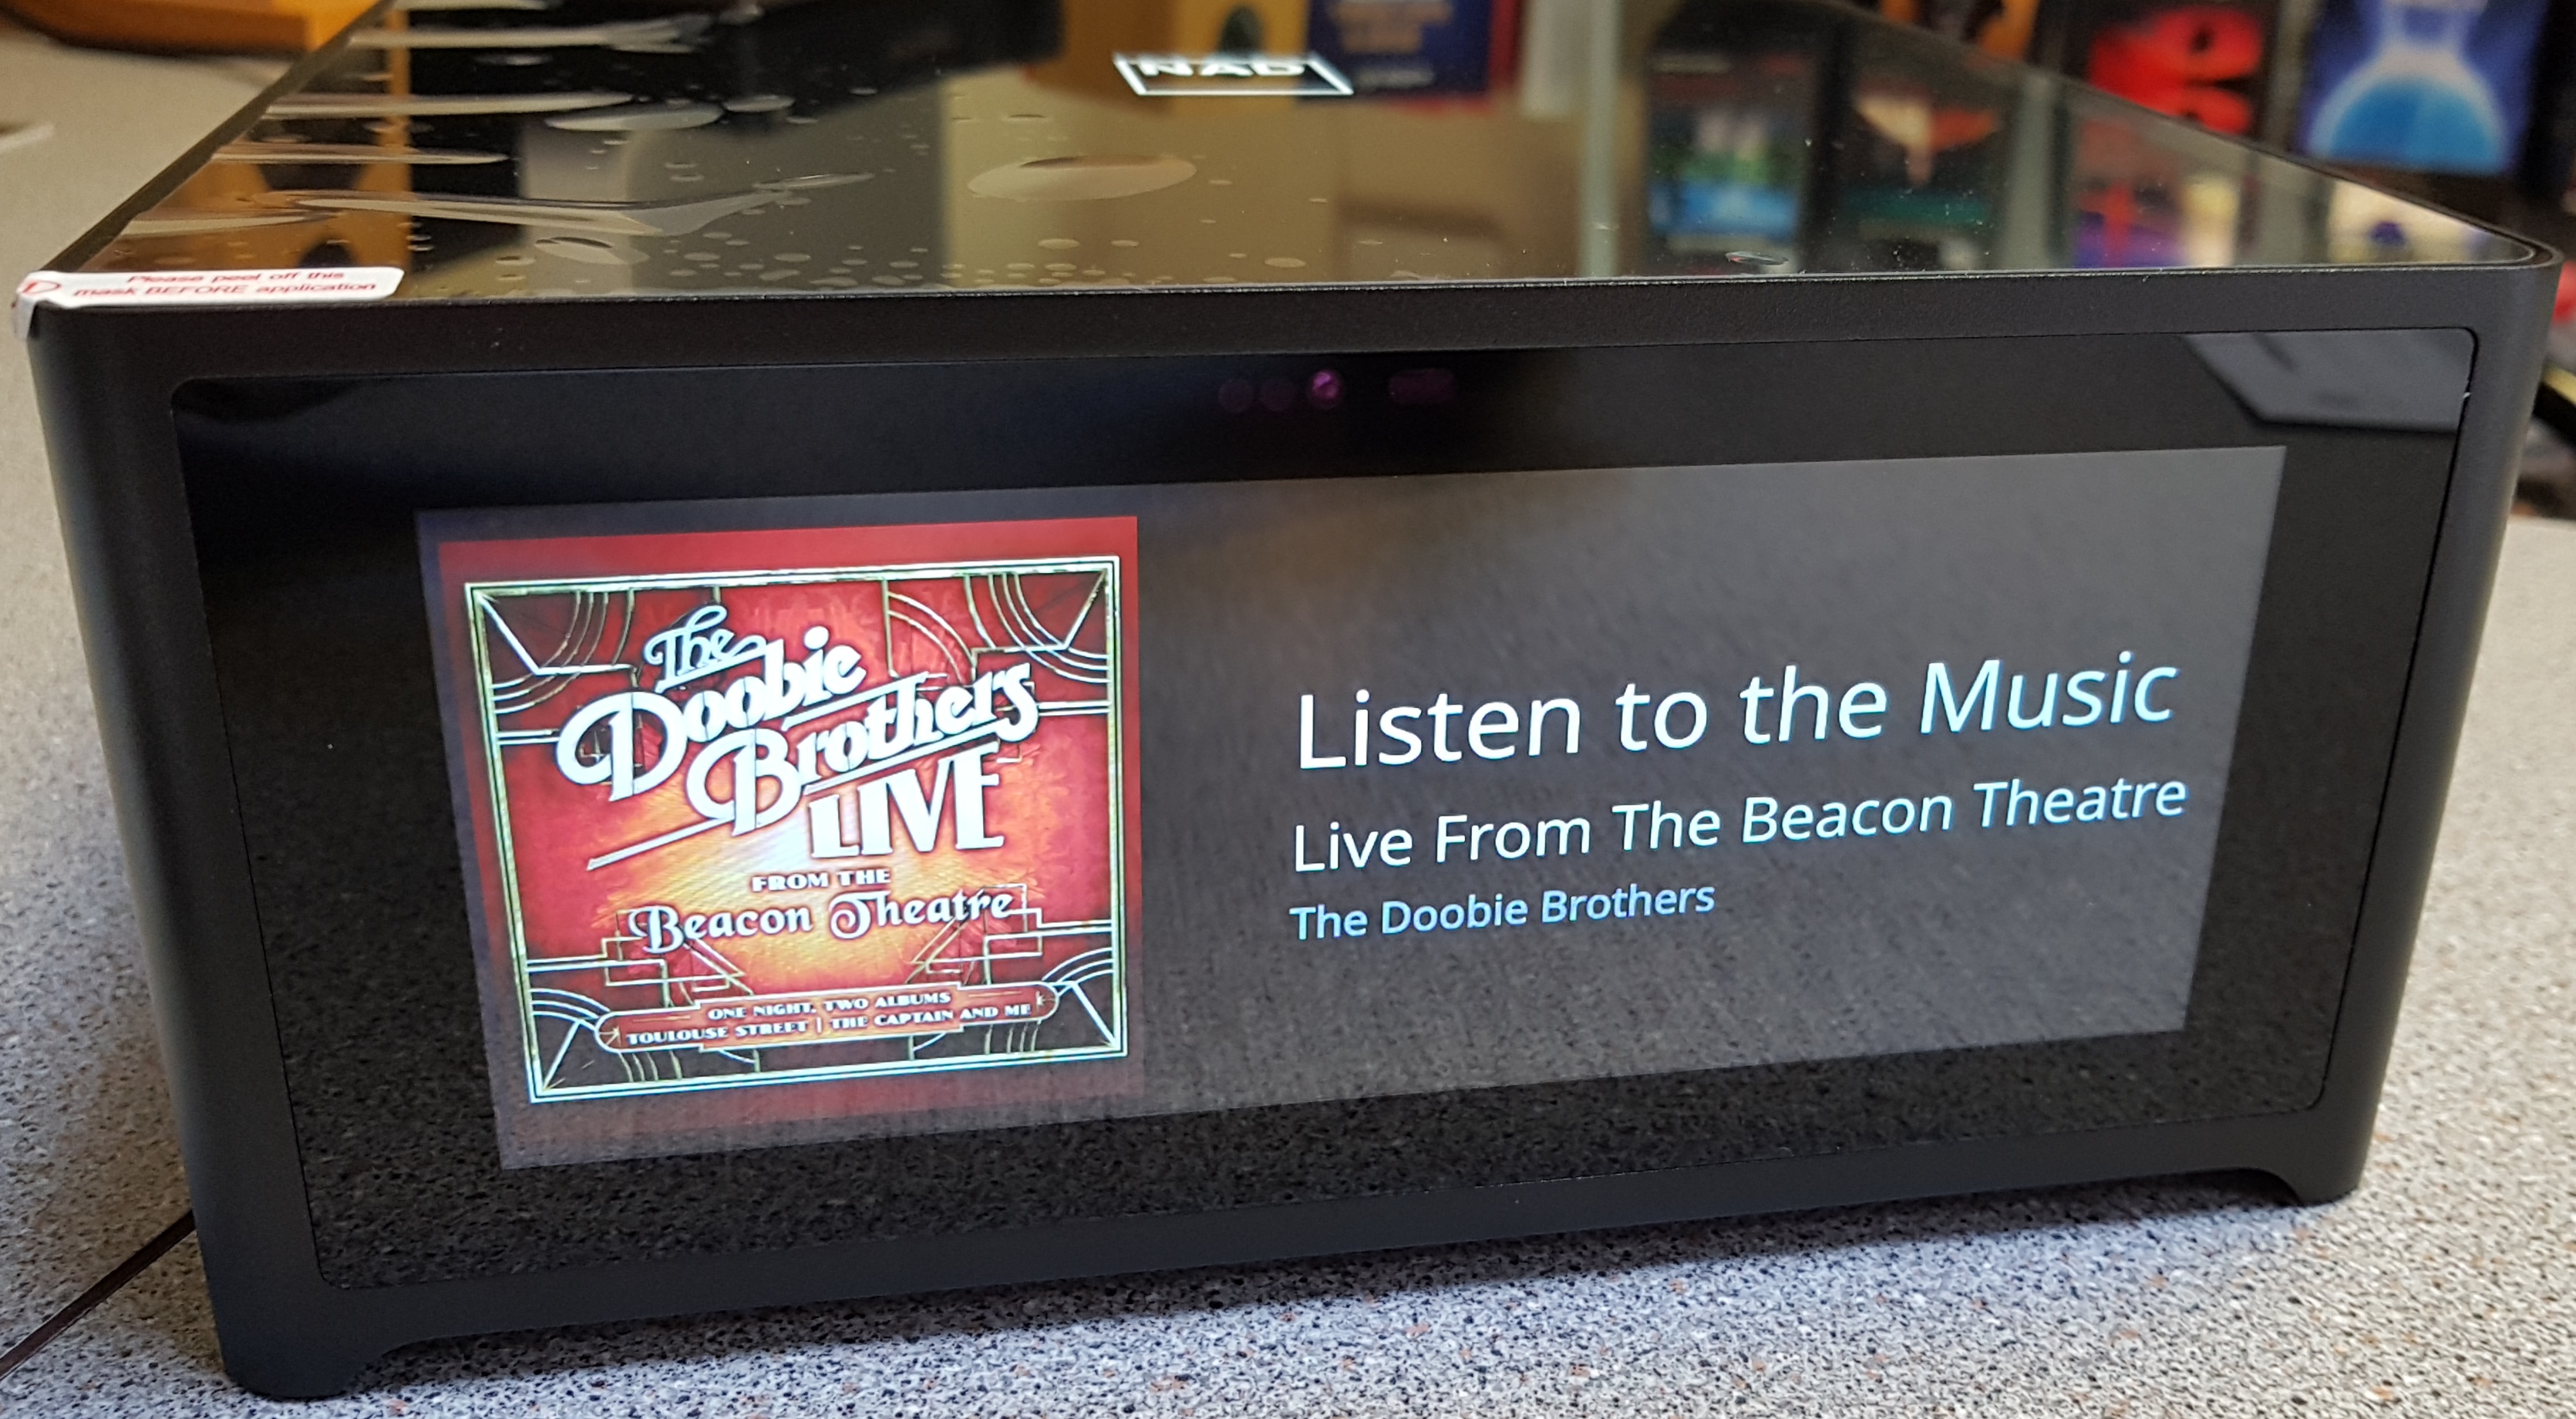 NAD
Please peel off this
mask BEFORE application
The
Doobie
Brothers
LIVE
FROM THE
Beacon Theatre
ONE NIGHT, TWO ALBUMS
TOULOUSE STREET | THE CAPTAIN AND ME
Listen to the Music
Live From The Beacon Theatre
The Doobie Brothers